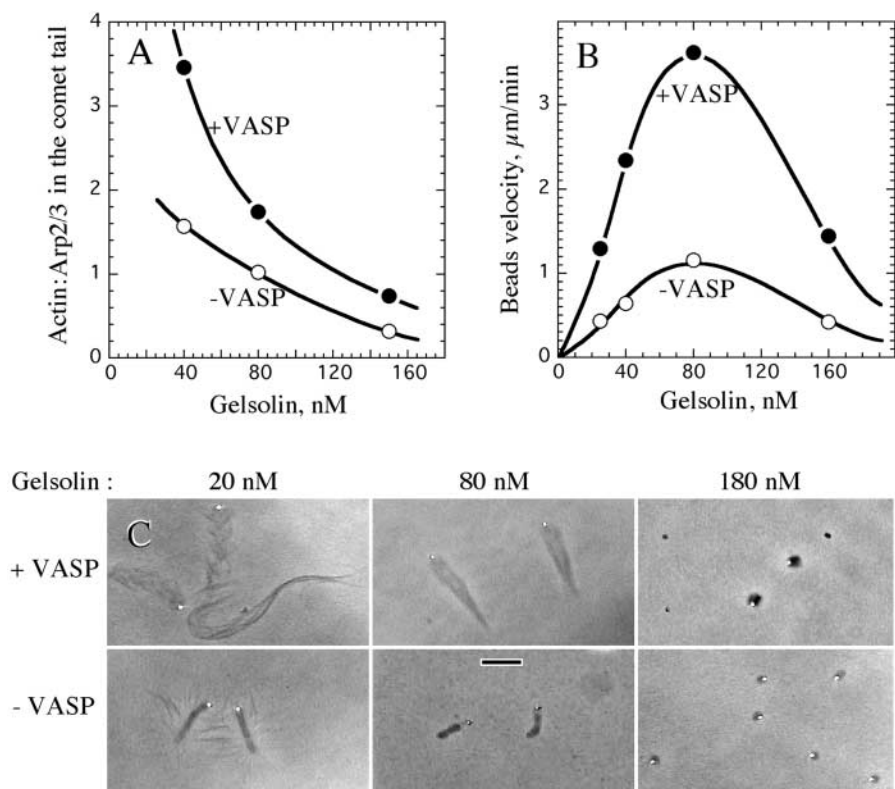 A
Actin:Arp2/3 in the comet tail
4
3
2
1
0
+VASP
-VASP
40 80 120 160
Gelsolin, nM
B
Beads velocity, µm/min
3
2
1
0
+VASP
-VASP
0 40 80 120 160
Gelsolin, nM
Gelsolin : 20 nM 80 nM 180 nM
C
+ VASP
- VASP